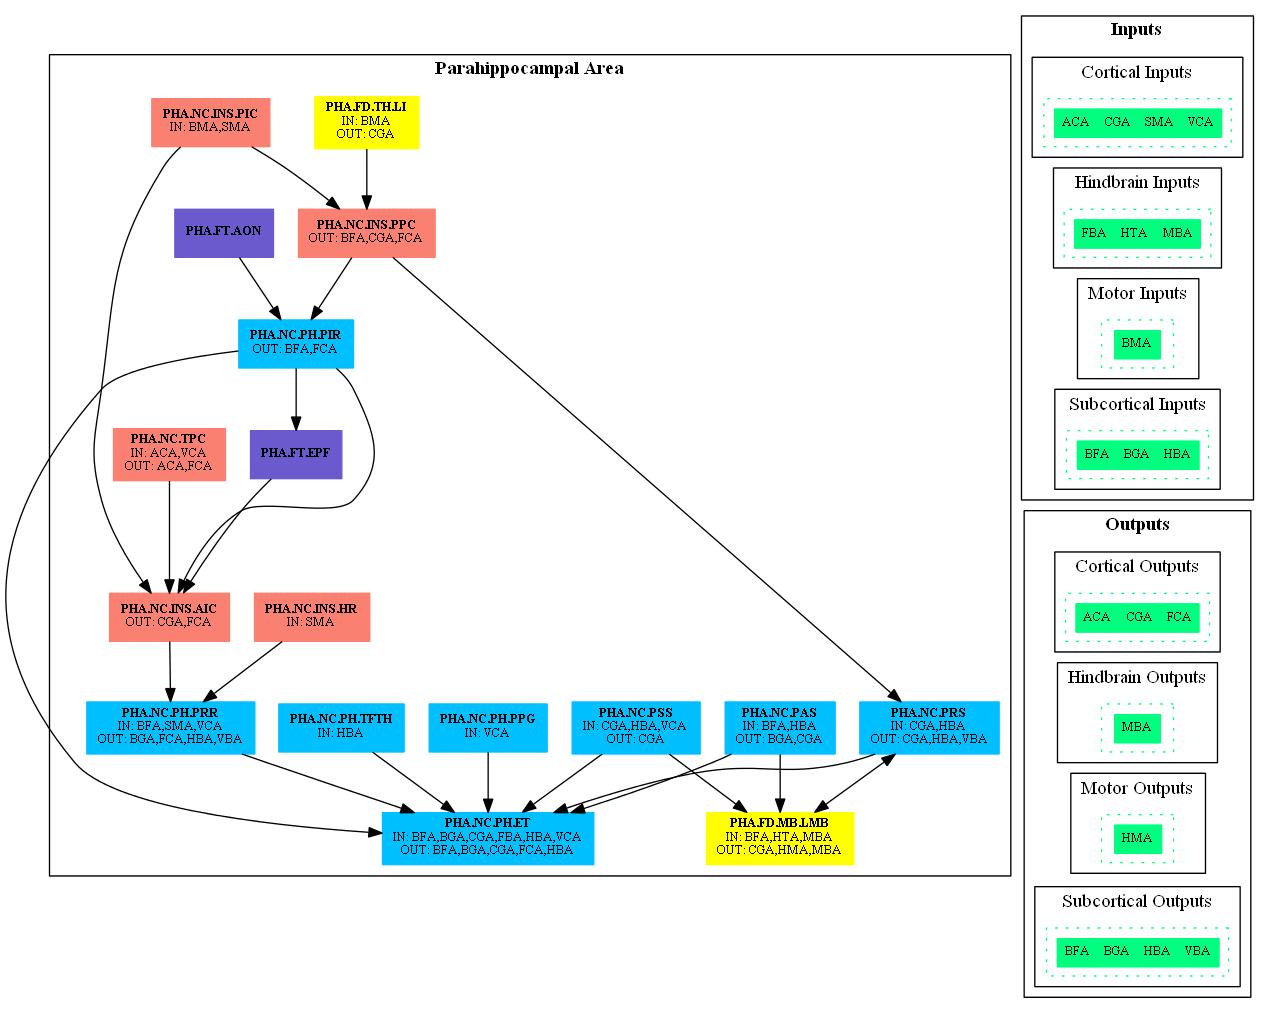 Parahippocampal Area
PHA.NC.INS.PIC
IN: BMA,SMA
PHA.FD.TH.LI
IN: BMA
OUT: CGA
PHA.FT.AON
PHA.NC.INS.PPC
OUT: BFA,CGA,FCA
PHA.NC.PH.PIR
OUT: BFA,FCA
PHA.NC.TPC
IN: ACA,VCA
OUT: ACA,FCA
PHA.FT.EPF
PHA.NC.INS.AIC
OUT: CGA,FCA
PHA.NC.INS.HR
IN: SMA
PHA.NC.PH.PRR
IN: BFA,SMA,VCA
OUT: BGA,FCA,HBA,VBA
PHA.NC.PH.TFTH
IN: HBA
PHA.NC.PH.PPG
IN: VCA
PHA.NC.PSS
IN: CGA,HBA,VCA
OUT: CGA
PHA.NC.PAS
IN: BFA,HBA
OUT: BGA,CGA
PHA.NC.PRS
IN: CGA,HBA
OUT: CGA,HBA,VBA
PHA.NC.PH.ET
IN: BFA,BGA,CGA,FBA,HBA,VCA
OUT: BFA,BGA,CGA,FCA,HBA
PHA.FD.MB.LMB
IN: BFA,HTA,MBA
OUT: CGA,HMA,MBA
Inputs
Cortical Inputs
ACA CGA SMA VCA
Hindbrain Inputs
FBA HTA MBA
Motor Inputs
BMA
Subcortical Inputs
BFA BGA HBA
Outputs
Cortical Outputs
ACA CGA FCA
Hindbrain Outputs
MBA
Motor Outputs
HMA
Subcortical Outputs
BFA BGA HBA VBA